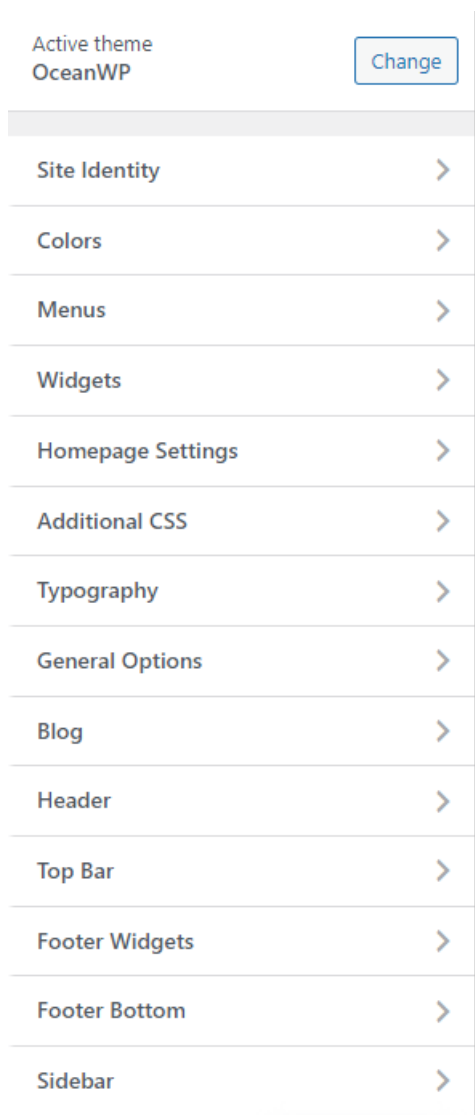 Active theme
OceanWP
Change
Site Identity
Colors
Menus
Widgets
Homepage Settings
Additional CSS
Typography
General Options
Blog
Header
Top Bar
Footer Widgets
Footer Bottom
Sidebar